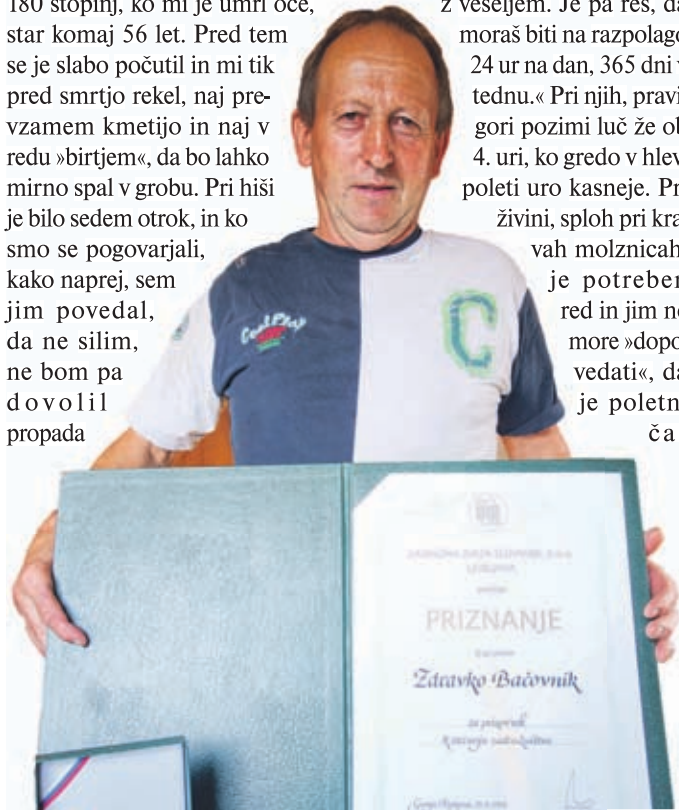 180 stopinj, ko mi je umrl oče,
star komaj 56 let. Pred tem
se je slabo počutil in mi tik
pred smrtjo rekel, naj pre-
vzamem kmetijo in naj v
redu »birtjem«, da bo lahko
mirno spal v grobu. Pri hiši
je bilo sedem otrok, in ko
smo se pogovarjali,
kako naprej, sem
jim povedal,
da ne silim,
ne bom pa
dovolil
propada
z veseljem. Je pa res, da
moraš biti na razpolago
24 ur na dan, 365 dni v
tednu.« Pri njih, pravi,
gori pozimi luč že ob
4. uri, ko gredo v hlev,
poleti uro kasneje. Pri
živini, sploh pri kra-
vah molznicah,
je potreben
red in jim ne
more »dopo-
vedati«, da
je poletni
ča
C
PRIZNANJE
Zdravko Bačovnik
za prispevek